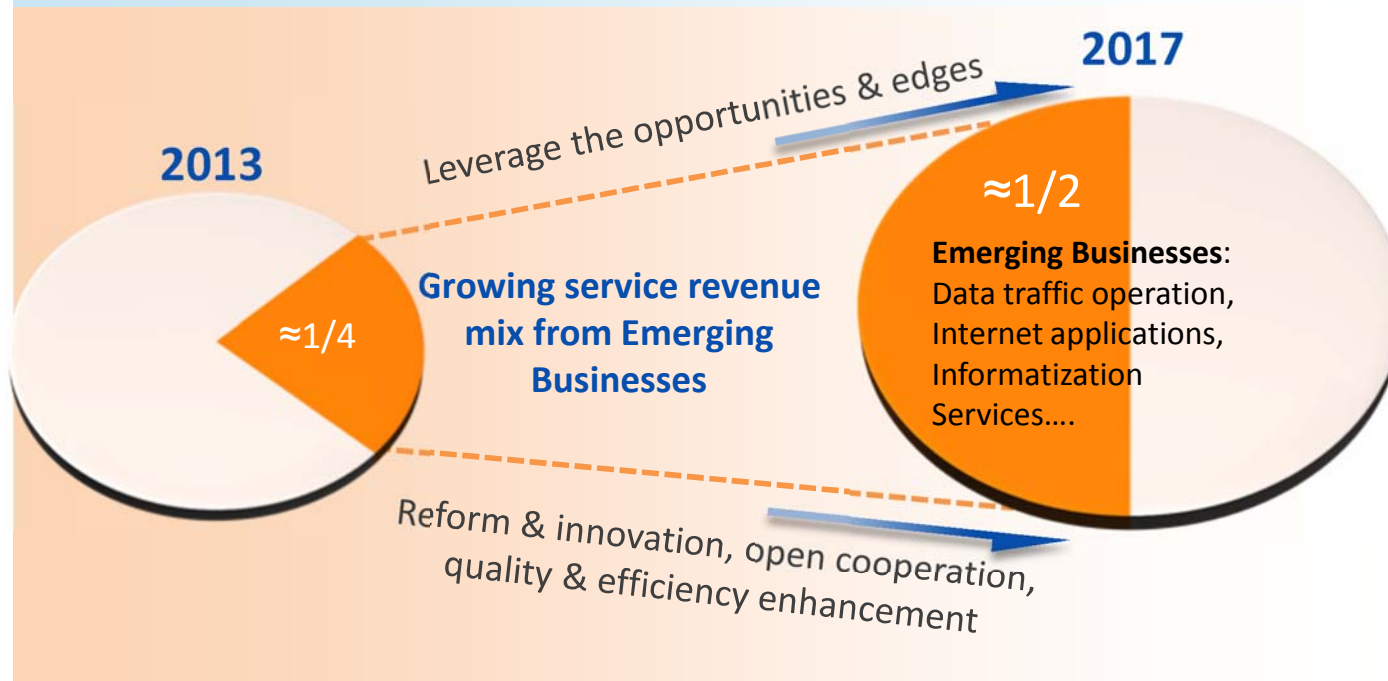 2017
Leverage the opportunities & edges
2013
≈1/2
Emerging Businesses:
Data traffic operation,
Internet applications,
Informatization
Services....
Growing service revenue
mix from Emerging
Businesses
≈1/4
Reform & innovation, open cooperation,
quality & efficiency enhancement